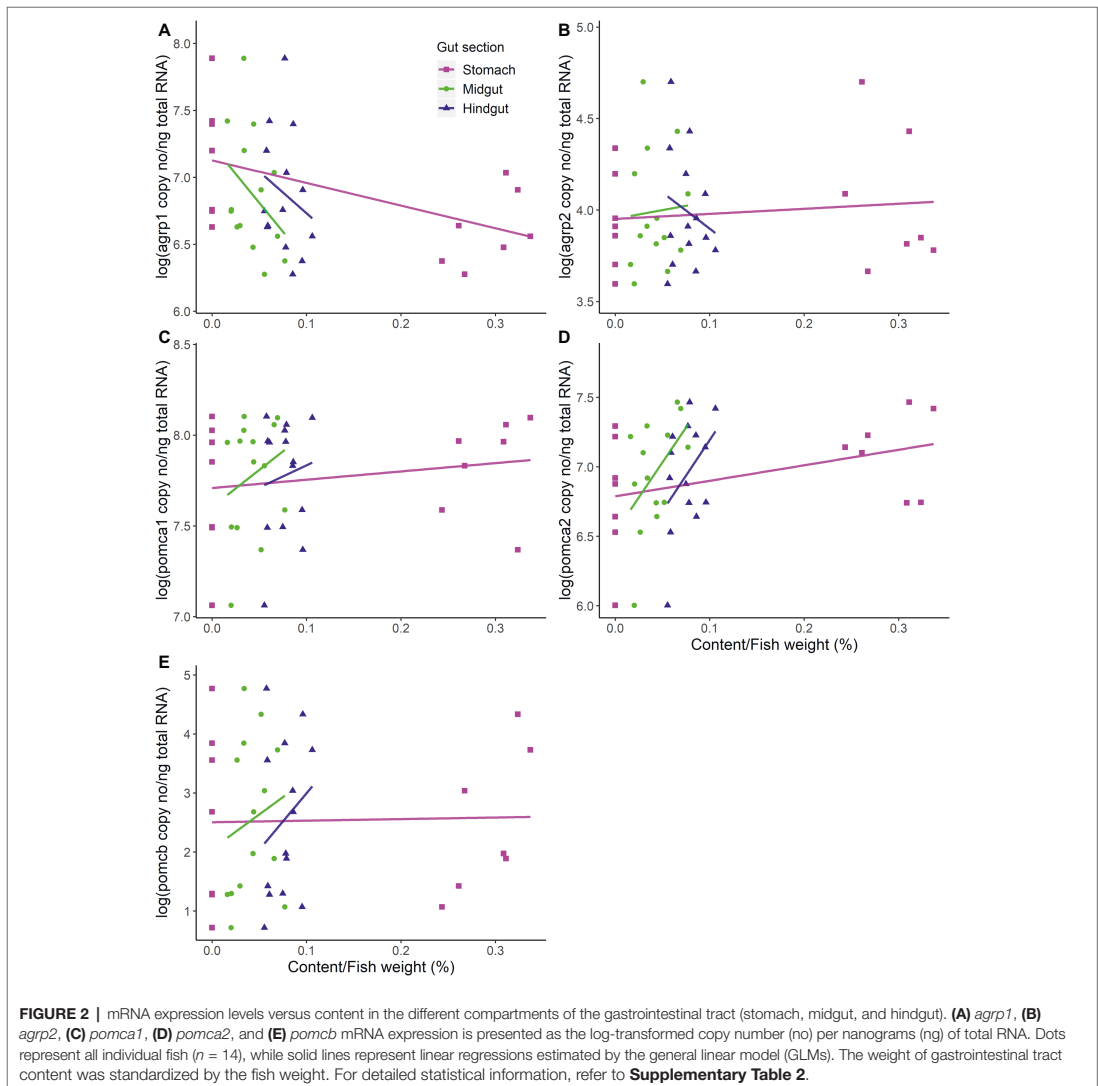 A
B
8.0
7.5
7.0
6.5
6.0
log(agrp1 copy no/ng total RNA)
Gut section
Stomach
Midgut
Hindgut
0.0 0.1 0.2 0.3
5.0
4.5
4.0
3.5
log(agrp2 copy no/ng total RNA)
0.0 0.1 0.2 0.3
C
D
8.5
8.0
7.5
7.0
log(pomca1 copy no/ng total RNA)
0.0 0.1 0.2 0.3
7.5
7.0
6.5
6.0
log(pomca2 copy no/ng total RNA)
0.0 0.1 0.2 0.3
Content/Fish weight (%)
E
5
4
3
2
1
log(pomcb copy no/ng total RNA)
0.0 0.1 0.2 0.3
Content/Fish weight (%)
FIGURE 2 | mRNA expression levels versus content in the different compartments of the gastrointestinal tract (stomach, midgut, and hindgut). (A) agrp1, (B)
agrp2, (C) pomca1, (D) pomca2, and (E) pomcb mRNA expression is presented as the log-transformed copy number (no) per nanograms (ng) of total RNA. Dots
represent all individual fish (n = 14), while solid lines represent linear regressions estimated by the general linear model (GLMs). The weight of gastrointestinal tract
content was standardized by the fish weight. For detailed statistical information, refer to Supplementary Table 2.